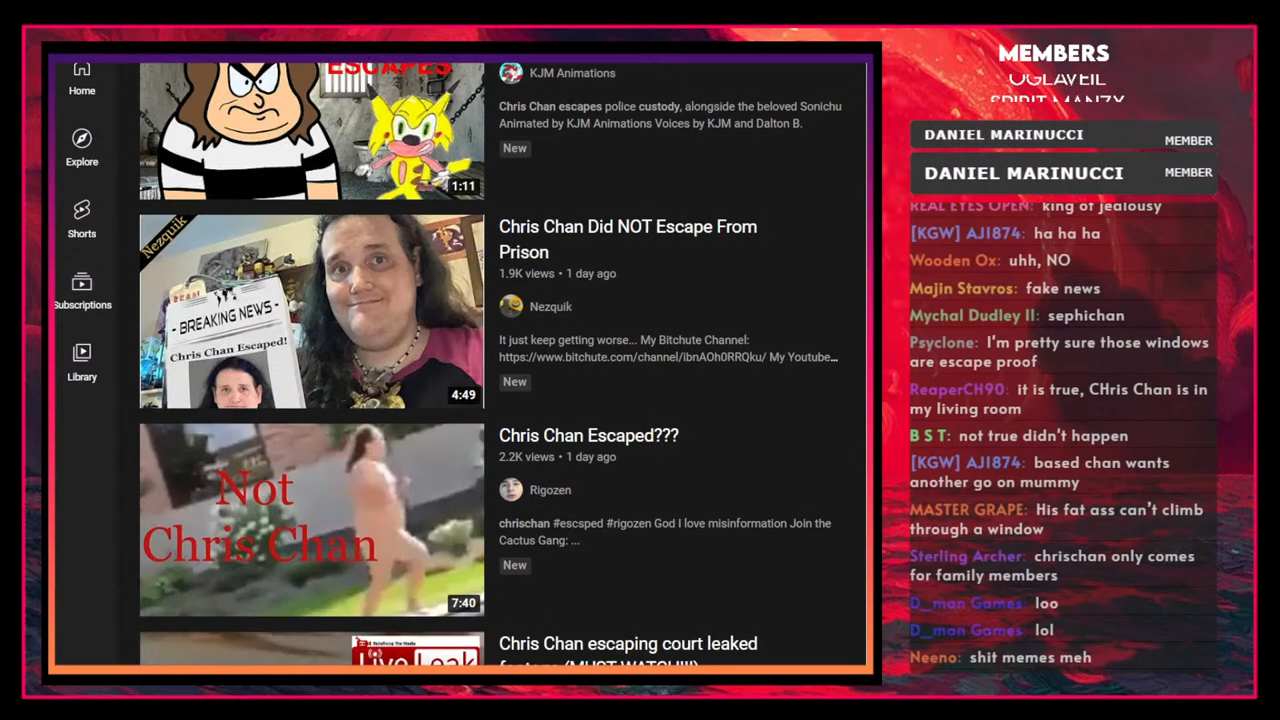 Home
Explore
Shorts
Subscriptions
Library
ESCAPES
1:11
KJM Animations
Chris Chan escapes police custody, alongside the beloved Sonichu
Animated by KJM Animations Voices by KJM and Dalton B.
New
Nezquik
- BREAKING NEWS -
Chris Chan Escaped!
4:49
Chris Chan Did NOT Escape From
Prison
1.9K views • 1 day ago
Nezquik
It just keep getting worse... My Bitchute Channel:
https://www.bitchute.com/channel/ibnAOh0RRQku/ My Youtube...
New
Not
Chris Chan
7:40
Chris Chan Escaped???
2.2K views • 1 day ago
Rigozen
chrischan #escsped #rigozen God I love misinformation Join the
Cactus Gang: ...
New
LiveLeak
Chris Chan escaping court leaked
footage (MUST WATCH!!!)
MEMBERS
OGLAVEIL
SPIRIT MANZX
DANIEL MARINUCCI MEMBER
DANIEL MARINUCCI MEMBER
REAL EYES OPEN: king of jealousy
[KGW] AJ1874: ha ha ha
Wooden Ox: uhh, NO
Majin Stavros: fake news
Mychal Dudley II: sephichan
Psyclone: I'm pretty sure those windows
are escape proof
ReaperCH90: it is true, CHris Chan is in
my living room
B S T: not true didn't happen
[KGW] AJ1874: based chan wants
another go on mummy
MASTER GRAPE: His fat ass can't climb
through a window
Sterling Archer: chrischan only comes
for family members
D_man Games: loo
D_man Games: lol
Neeno: shit memes meh